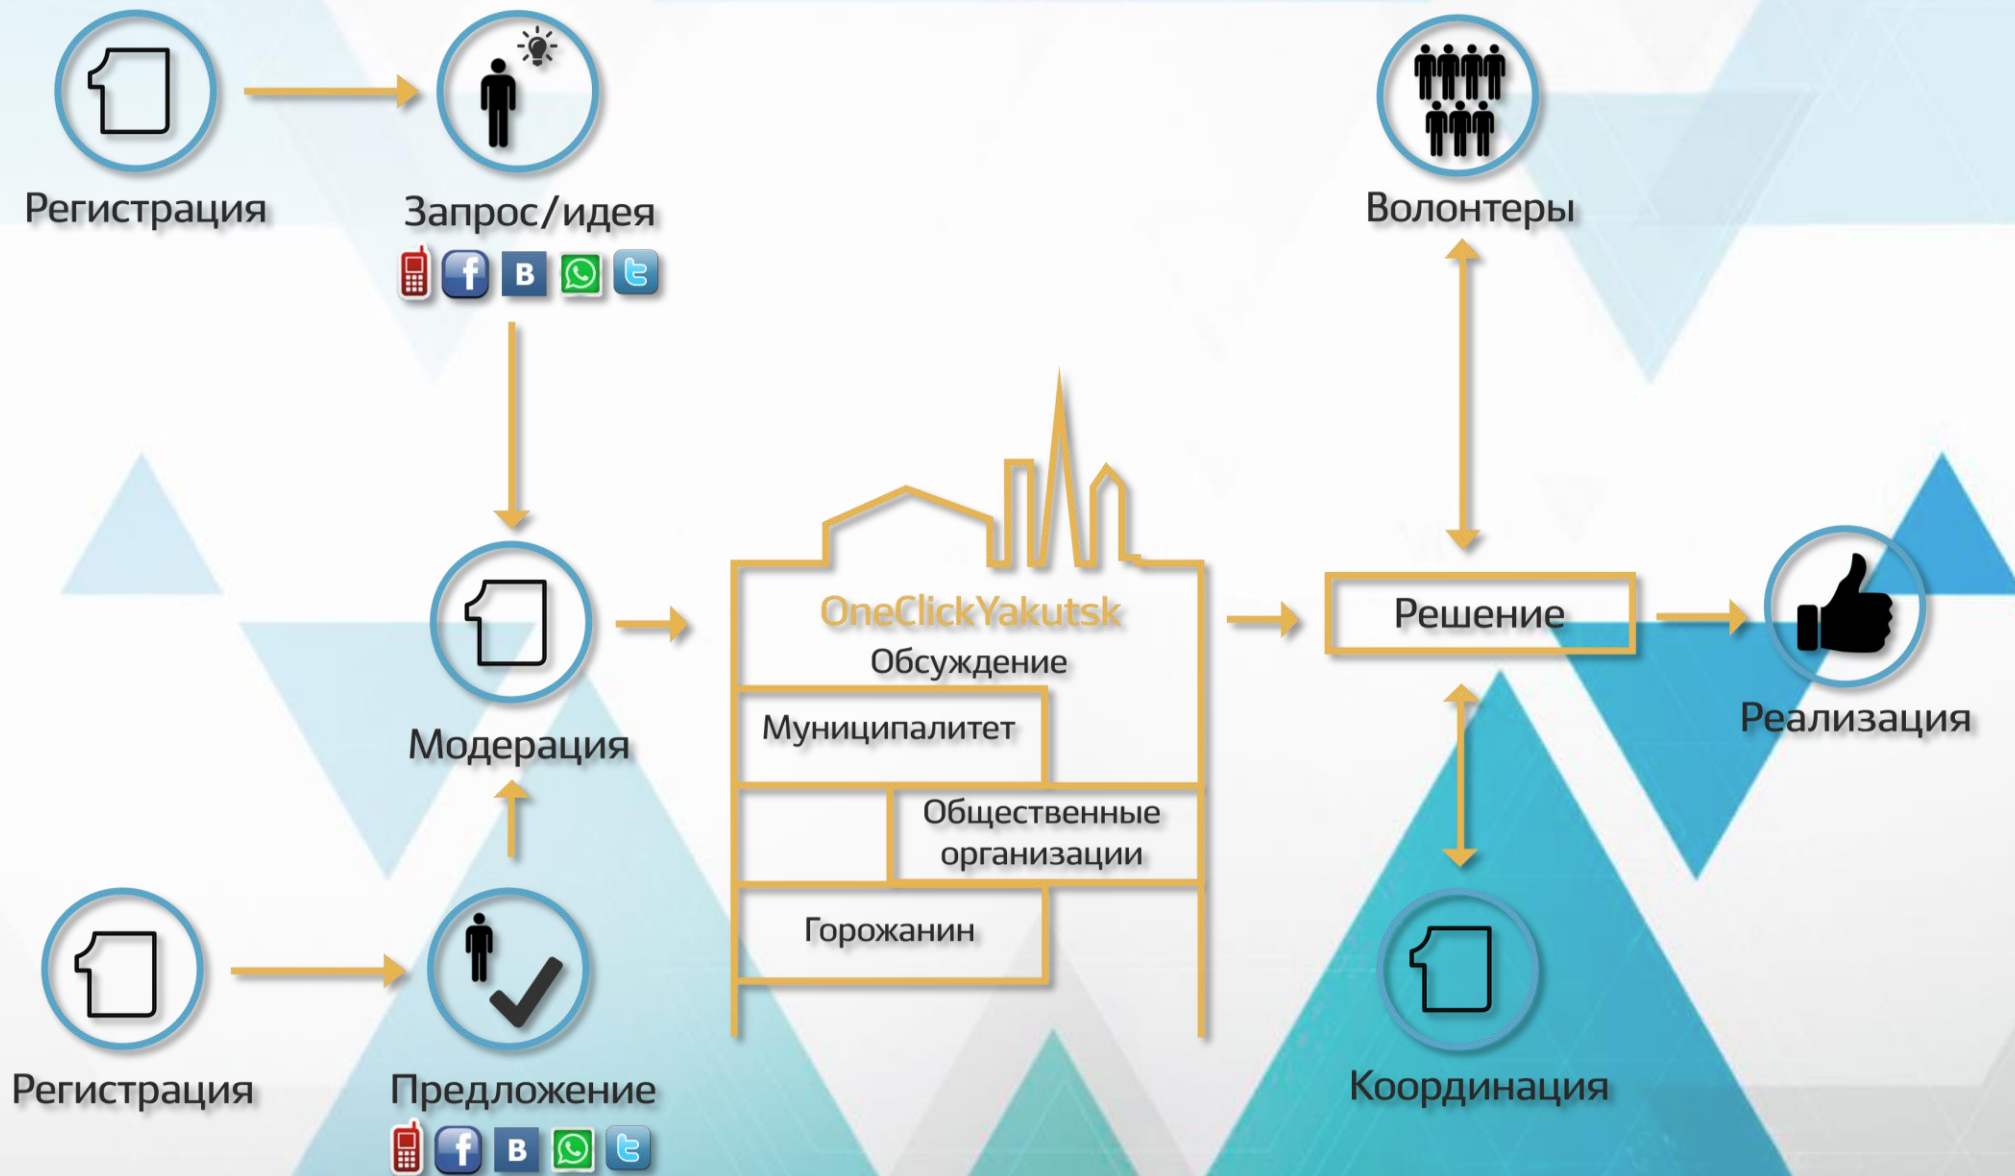 Регистрация
Запрос/идея
Волонтеры
OneClickYakutsk
Обсуждение
Муниципалитет
Общественные
организации
Горожанин
Модерация
Решение
Реализация
Регистрация
Предложение
Координация